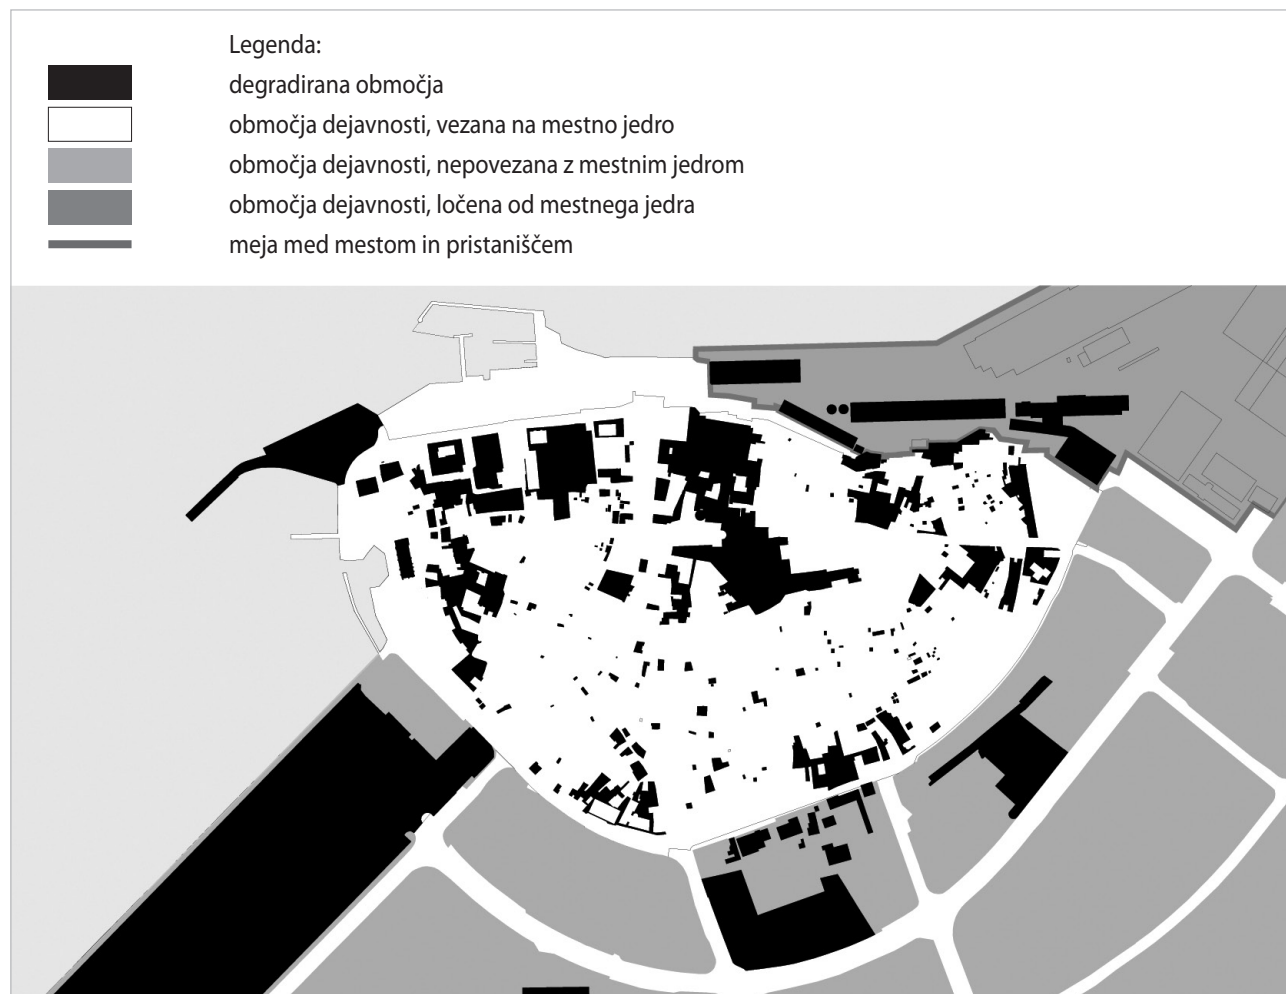 Legenda:
degradirana območja
območja dejavnosti, vezana na mestno jedro
območja dejavnosti, nepovezana z mestnim jedrom
območja dejavnosti, ločena od mestnega jedra
meja med mestom in pristaniščem